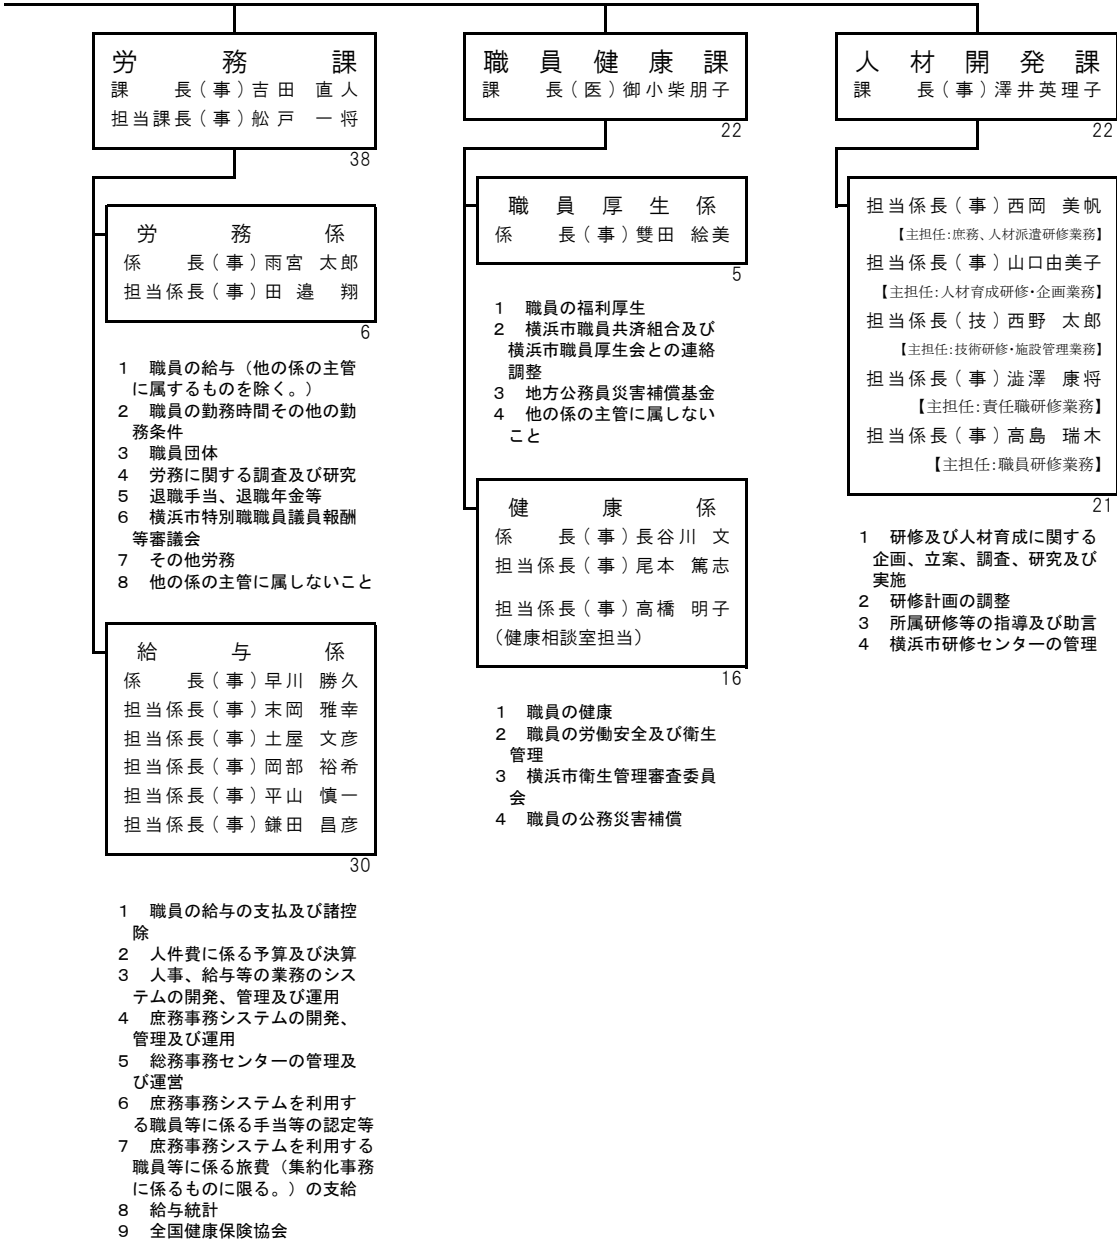 労務課
課長(事)吉田 直人
担当課長(事)舩戸 一将
38
労務係
係長(事)雨宮 太郎
担当係長(事)田邉 翔
6
1 職員の給与(他の係の主管
に属するものを除く。)
2 職員の勤務時間その他の勤
務条件
3 職員団体
4 労務に関する調査及び研究
5 退職手当、退職年金等
6 横浜市特別職職員議員報酬
等審議会
7 その他労務
8 他の係の主管に属しないこと
給与係
係長(事)早川 勝久
担当係長(事)末岡 雅幸
担当係長(事)土屋 文彦
担当係長(事)岡部 裕希
担当係長(事)平山 慎一
担当係長(事)鎌田 昌彦
30
1 職員の給与の支払及び諸控
除
2 人件費に係る予算及び決算
3 人事、給与等の業務のシス
テムの開発、管理及び運用
4 庶務事務システムの開発、
管理及び運用
5 総務事務センターの管理及
び運営
6 庶務事務システムを利用す
る職員等に係る手当等の認定等
7 庶務事務システムを利用する
職員等に係る旅費(集約化事務
に係るものに限る。)の支給
8 給与統計
9 全国健康保険協会
職員健康課
課長(医)御小柴朋子
22
職員厚生係
係長(事)雙田 絵美
5
1 職員の福利厚生
2 横浜市職員共済組合及び
横浜市職員厚生会との連絡
調整
3 地方公務員災害補償基金
4 他の係の主管に属しない
こと
健康係
係長(事)長谷川 文
担当係長(事)尾本 篤志
担当係長(事)高橋 明子
(健康相談室担当)
16
1 職員の健康
2 職員の労働安全及び衛生
管理
3 横浜市衛生管理審査委員
会
4 職員の公務災害補償
人材開発課
課長(事)澤井英理子
22
担当係長(事)西岡 美帆
【主担任:庶務、人材派遣研修業務】
担当係長(事)山口由美子
【主担任:人材育成研修・企画業務】
担当係長(技)西野 太郎
【主担任:技術研修・施設管理業務】
担当係長(事)澁澤 康将
【主担任:責任職研修業務】
担当係長(事)高島 瑞木
【主担任:職員研修業務】
21
1 研修及び人材育成に関する
企画、立案、調査、研究及び
実施
2 研修計画の調整
3 所属研修等の指導及び助言
4 横浜市研修センターの管理